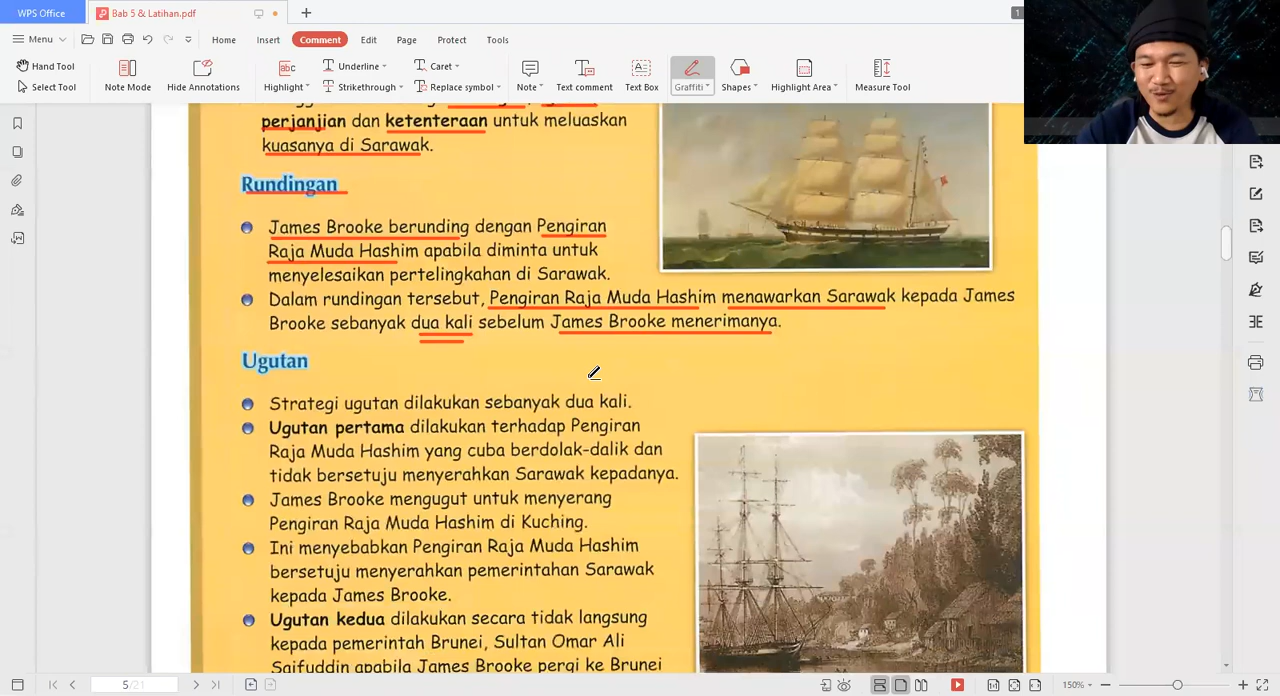 WPS Office
Bab 5 & Latihan.pdf
1
Menu
Home
Insert
Comment
Edit
Page
Protect
Tools
Hand Tool
Select Tool
Note Mode
Hide Annotations
abc
Highlight
Underline
Strikethrough
Caret
Replace symbol
Note
Text comment
Text Box
Graffiti
Shapes
Highlight Area
Measure Tool
perjanjian dan ketenteraan untuk meluaskan
kuasanya di Sarawak.
Rundingan
James Brooke berunding dengan Pengiran
Raja Muda Hashim apabila diminta untuk
menyelesaikan pertelingkahan di Sarawak.
Dalam rundingan tersebut, Pengiran Raja Muda Hashim menawarkan Sarawak kepada James
Brooke sebanyak dua kali sebelum James Brooke menerimanya.
Ugutan
Strategi ugutan dilakukan sebanyak dua kali.
Ugutan pertama dilakukan terhadap Pengiran
Raja Muda Hashim yang cuba berdolak-dalik dan
tidak bersetuju menyerahkan Sarawak kepadanya.
James Brooke mengugut untuk menyerang
Pengiran Raja Muda Hashim di Kuching.
Ini menyebabkan Pengiran Raja Muda Hashim
bersetuju menyerahkan pemerintahan Sarawak
kepada James Brooke.
Ugutan kedua dilakukan secara tidak langsung
kepada pemerintah Brunei, Sultan Omar Ali
Saifuddin apabila James Brooke pergi ke Brunei
5/21
150%